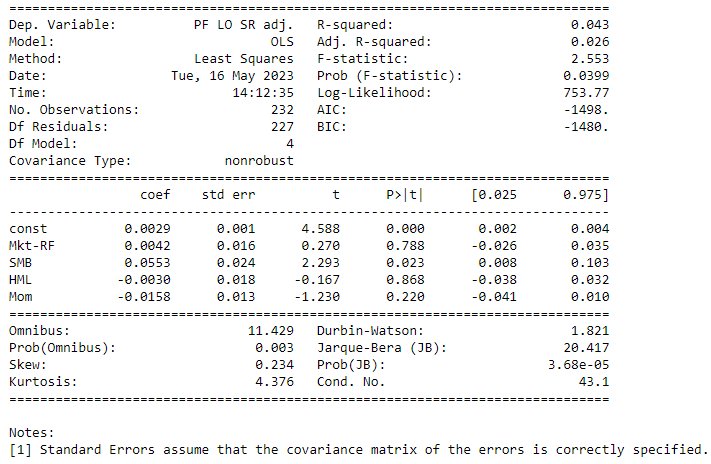 ==============================================================================
Dep. Variable:          PF LO SR adj.   R-squared:                       0.043
Model:                            OLS   Adj. R-squared:                  0.026
Method:                 Least Squares   F-statistic:                     2.553
Date:                Tue, 16 May 2023   Prob (F-statistic):             0.0399
Time:                        14:12:35   Log-Likelihood:                 753.77
No. Observations:                 232   AIC:                            -1498.
Df Residuals:                     227   BIC:                            -1480.
Df Model:                           4
Covariance Type:            nonrobust
==============================================================================
                 coef    std err          t      P>|t|      [0.025      0.975]
------------------------------------------------------------------------------
const          0.0029      0.001      4.588      0.000       0.002       0.004
Mkt-RF         0.0042      0.016      0.270      0.788      -0.026       0.035
SMB            0.0553      0.024      2.293      0.023       0.008       0.103
HML           -0.0030      0.018     -0.167      0.868      -0.038       0.032
Mom           -0.0158      0.013     -1.230      0.220      -0.041       0.010
==============================================================================
Omnibus:                       11.429   Durbin-Watson:                   1.821
Prob(Omnibus):                  0.003   Jarque-Bera (JB):               20.417
Skew:                           0.234   Prob(JB):                     3.68e-05
Kurtosis:                       4.376   Cond. No.                         43.1
==============================================================================

Notes:
[1] Standard Errors assume that the covariance matrix of the errors is correctly specified.